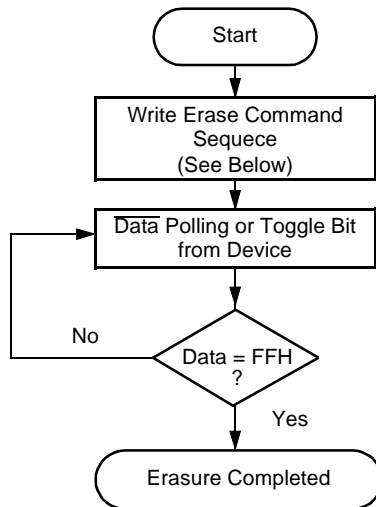 Start
Write Erase Command
Sequece
(See Below)
Data Polling or Toggle Bit
from Device
No
Data = FFH
?
Yes
Erasure Completed